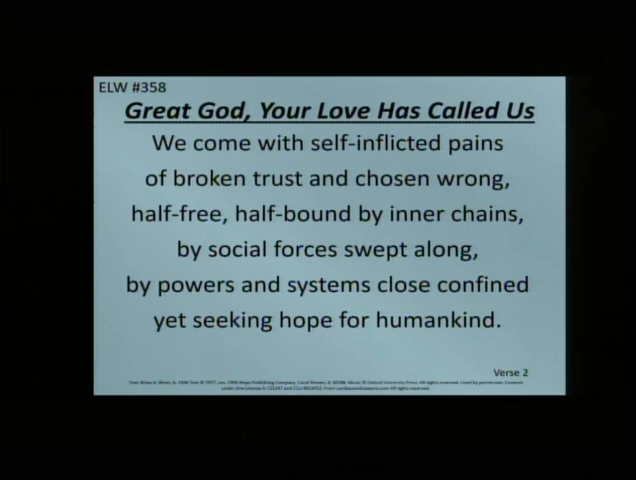 ELW #358
Great God, Your Love Has Called Us
We come with self-inflicted pains
of broken trust and chosen wrong,
half-free, half-bound by inner chains,
by social forces swept along,
by powers and systems close confined
yet seeking hope for humankind.
Verse 2